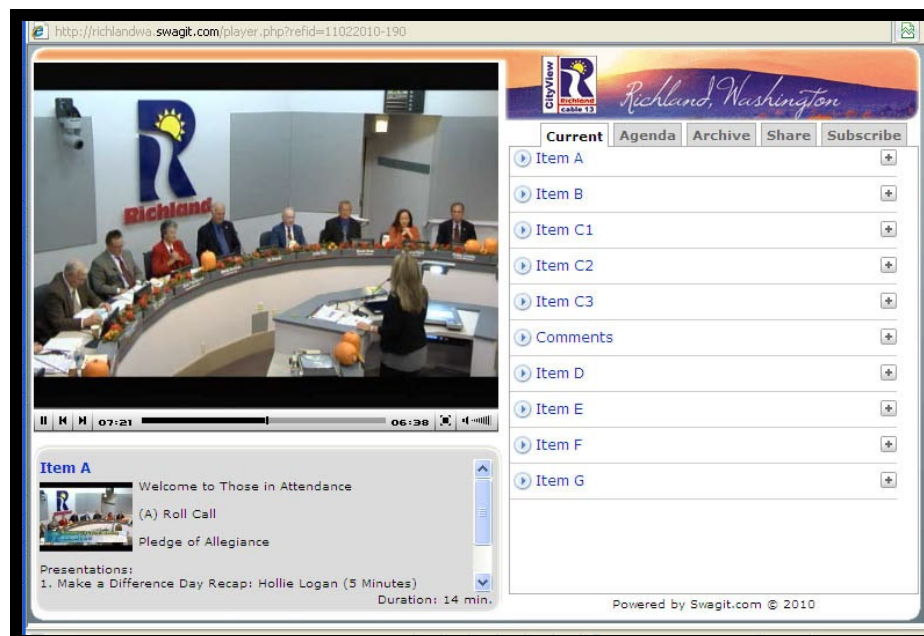 http://richlandwa.swagit.com/player.php?refid=11022010-190
Richland
CityView
Richland
cable 13
Richland, Washington
Current
Agenda
Archive
Share
Subscribe
Item A
Item B
Item C1
Item C2
Item C3
Comments
Item D
Item E
Item F
Item G
07:21
06:38
Item A
Welcome to Those in Attendance
(A) Roll Call
Pledge of Allegiance
Presentations:
1. Make a Difference Day Recap: Hollie Logan (5 Minutes)
Duration: 14 min.
Powered by Swagit.com © 2010